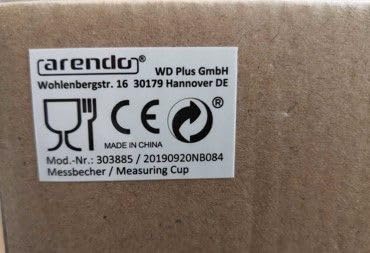 arendo® WD Plus GmbH
Wohlenbergstr. 16 30179 Hannover DE
CE ®
MADE IN CHINA
Mod.-Nr.: 303885 / 20190920NB084
Messbecher / Measuring Cup